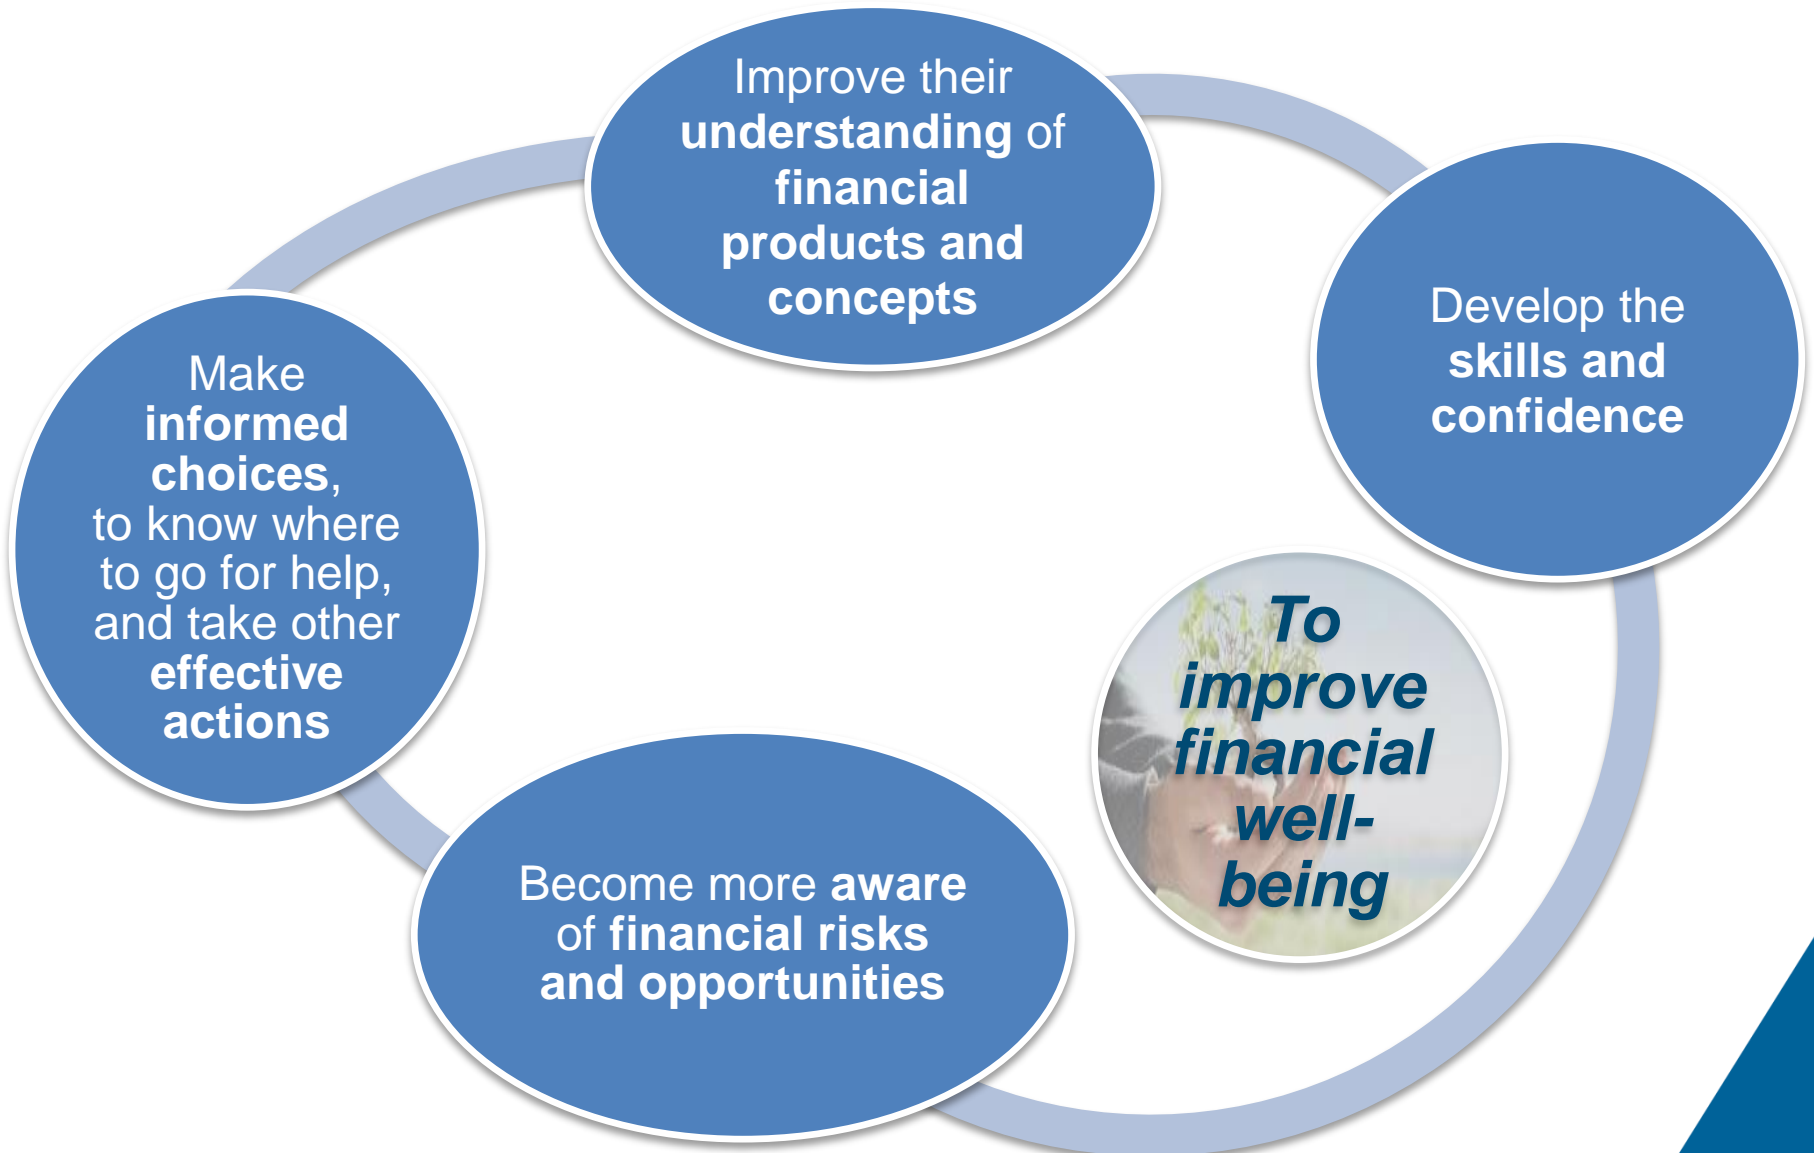 Improve their
understanding of
financial
products and
concepts
Develop the
skills and
confidence
Become more aware
of financial risks
and opportunities
Make
informed
choices,
to know where
to go for help,
and take other
effective
actions
To
improve
financial
well-
being